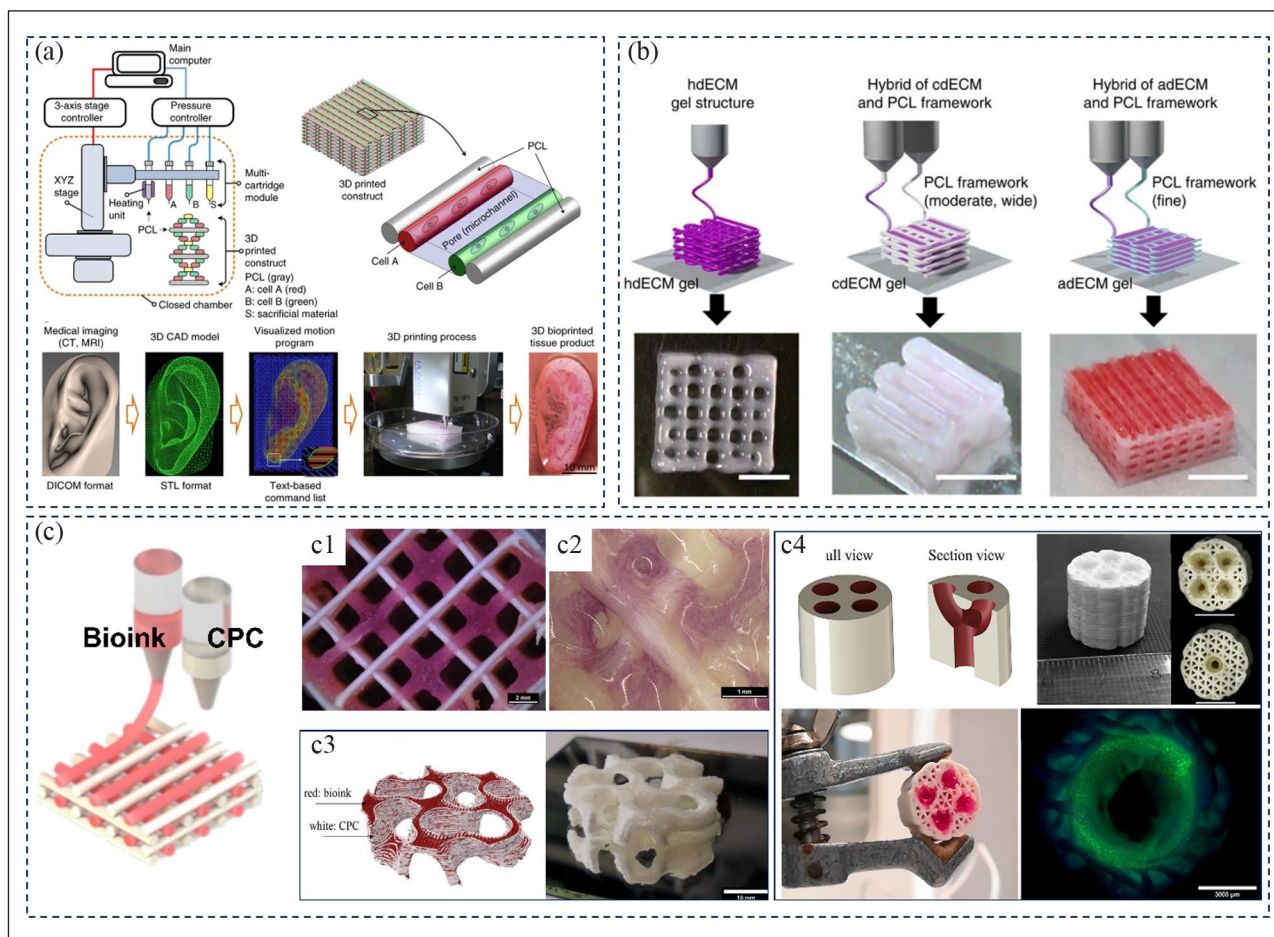 (a)
Main
computer
3-axis stage
controller
Pressure
controller
XYZ
stage
Heating
unit
A
B
S
Multi-
cartridge
module
PCL
3D
printed
construct
PCL (gray)
A: cell A (red)
B: cell B (green)
S: sacrificial material
Closed chamber
3D printed
construct
PCL
Pore (microchannel)
Cell A
Cell B
Medical imaging
(CT, MRI)
3D CAD model
Visualized motion
program
3D printing process
3D bioprinted
tissue product
10 mm
DICOM format
STL format
Text-based
command list
(b)
hdECM
gel structure
Hybrid of cdECM
and PCL framework
Hybrid of adECM
and PCL framework
PCL framework
(moderate, wide)
PCL framework
(fine)
hdECM gel
cdECM gel
adECM gel
(c)
Bioink
CPC
c1
2 mm
c2
1 mm
c3
red: bioink
white: CPC
10 mm
c4
ull view
Section view
3000 µm